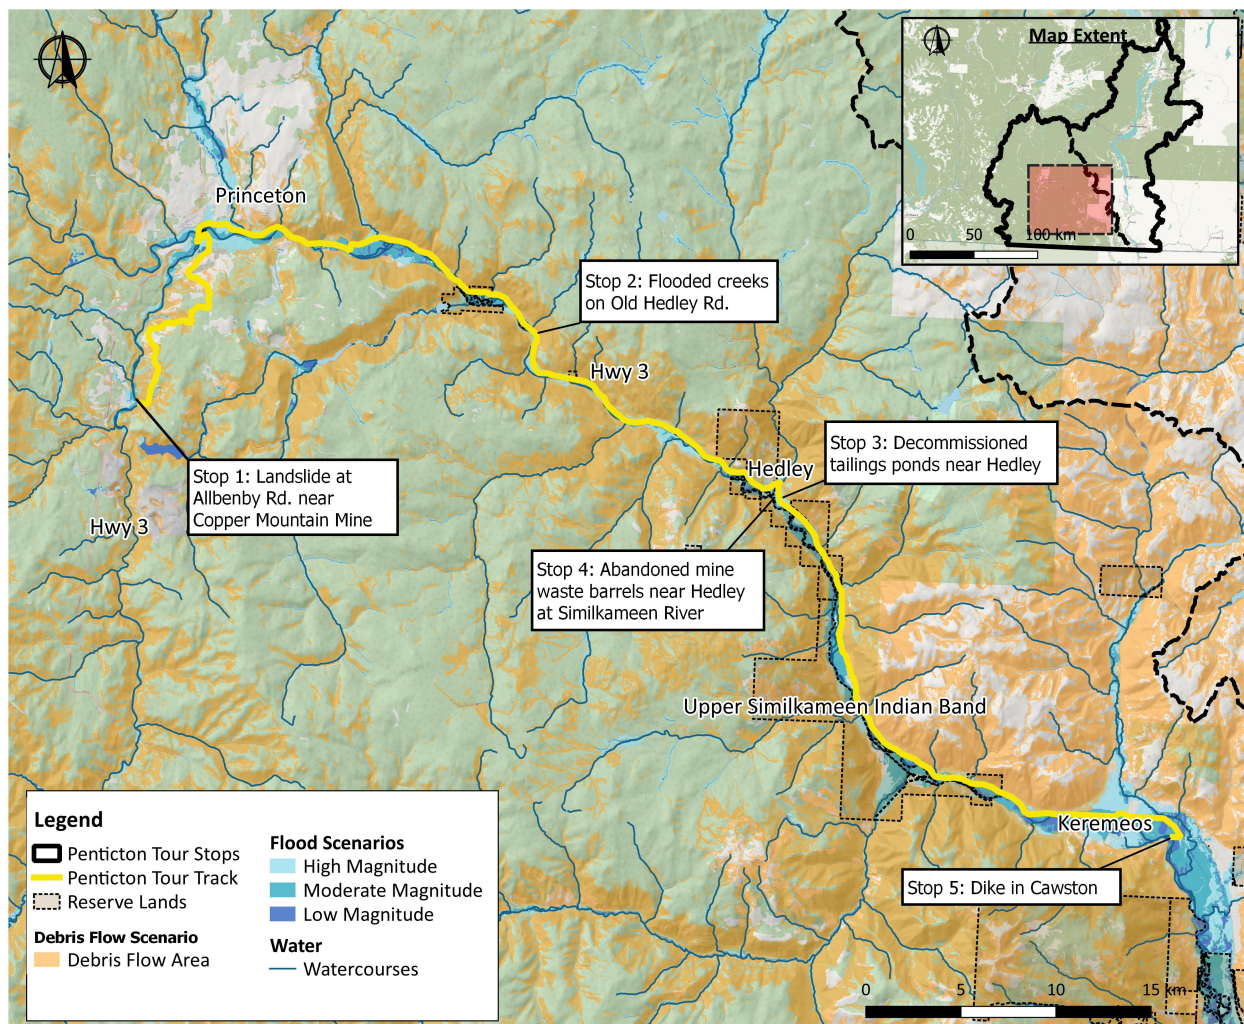 Map Extent
0 50 100 km
Princeton
Stop 2: Flooded creeks
on Old Hedley Rd.
Hwy 3
Stop 3: Decommissioned
tailings ponds near Hedley
Hedley
Stop 1: Landslide at
Allbenby Rd. near
Copper Mountain Mine
Hwy 3
Stop 4: Abandoned mine
waste barrels near Hedley
at Similkameen River
Upper Similkameen Indian Band
Keremeos
Stop 5: Dike in Cawston
Legend
Penticton Tour Stops
Penticton Tour Track
Reserve Lands
Debris Flow Scenario
Debris Flow Area
Flood Scenarios
High Magnitude
Moderate Magnitude
Low Magnitude
Water
Watercourses
0 5 10 15 km